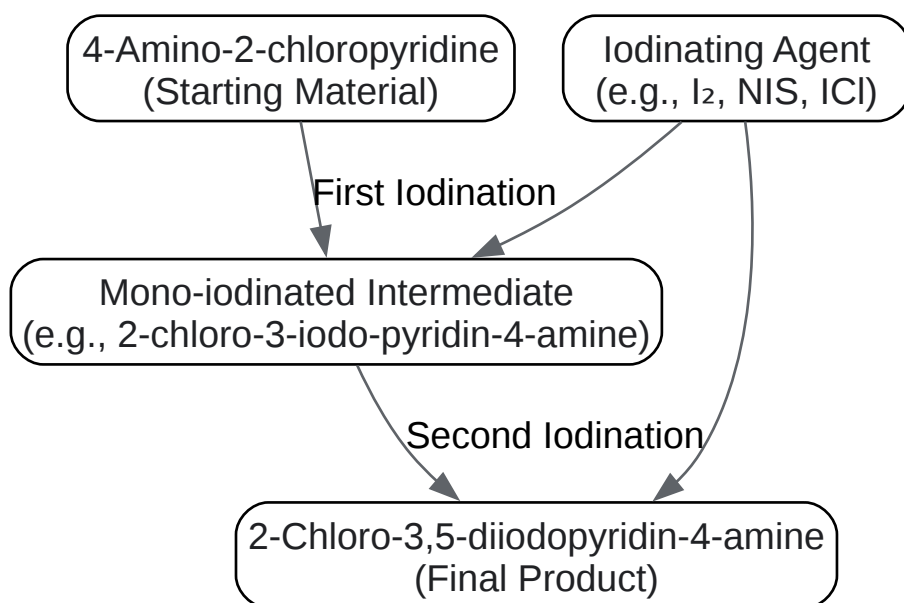 4-Amino-2-chloropyridine
(Starting Material)
Iodinating Agent
(e.g., I₂, NIS, ICl)
First Iodination
Mono-iodinated Intermediate
(e.g., 2-chloro-3-iodo-pyridin-4-amine)
Second Iodination
2-Chloro-3,5-diiodopyridin-4-amine
(Final Product)